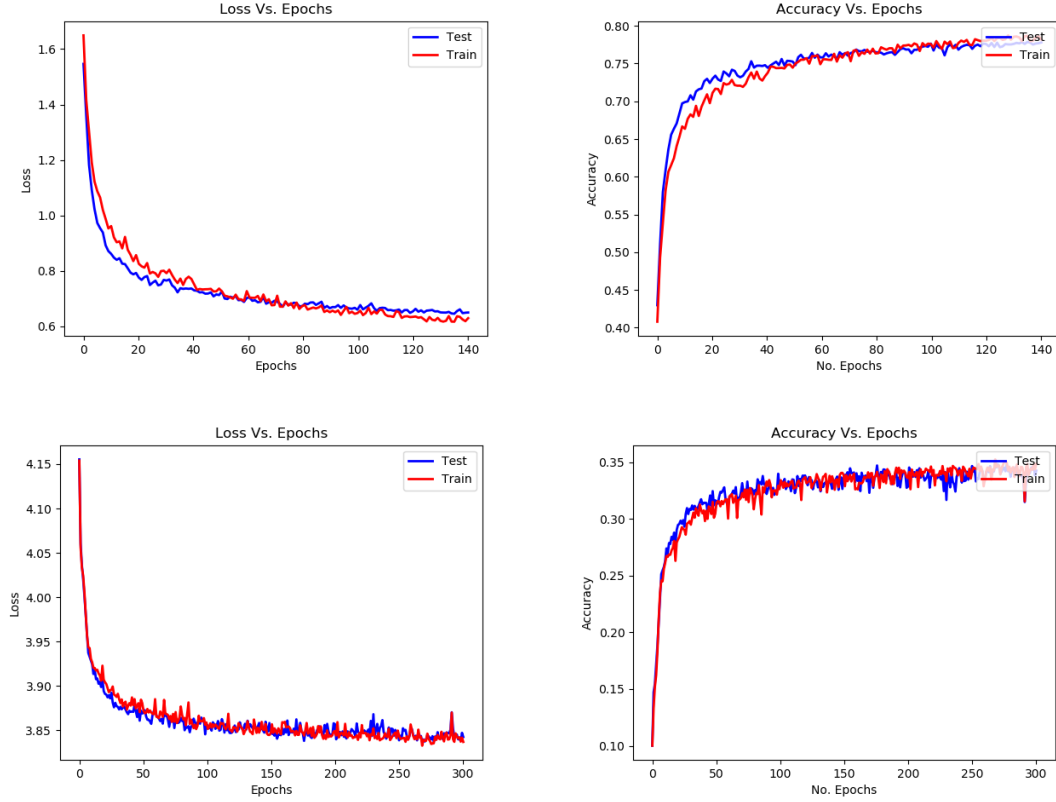 Loss Vs. Epochs
1.6
1.4
1.2
1.0
0.8
0.6
Loss
0 20 40 60 80 100 120 140
Epochs
Test
Train
Accuracy Vs. Epochs
0.80
0.75
0.70
0.65
0.60
0.55
0.50
0.45
0.40
Accuracy
0 20 40 60 80 100 120 140
No. Epochs
Test
Train
Loss Vs. Epochs
4.15
4.10
4.05
4.00
3.95
3.90
3.85
Loss
0 50 100 150 200 250 300
Epochs
Test
Train
Accuracy Vs. Epochs
0.35
0.30
0.25
0.20
0.15
0.10
Accuracy
0 50 100 150 200 250 300
No. Epochs
Test
Train